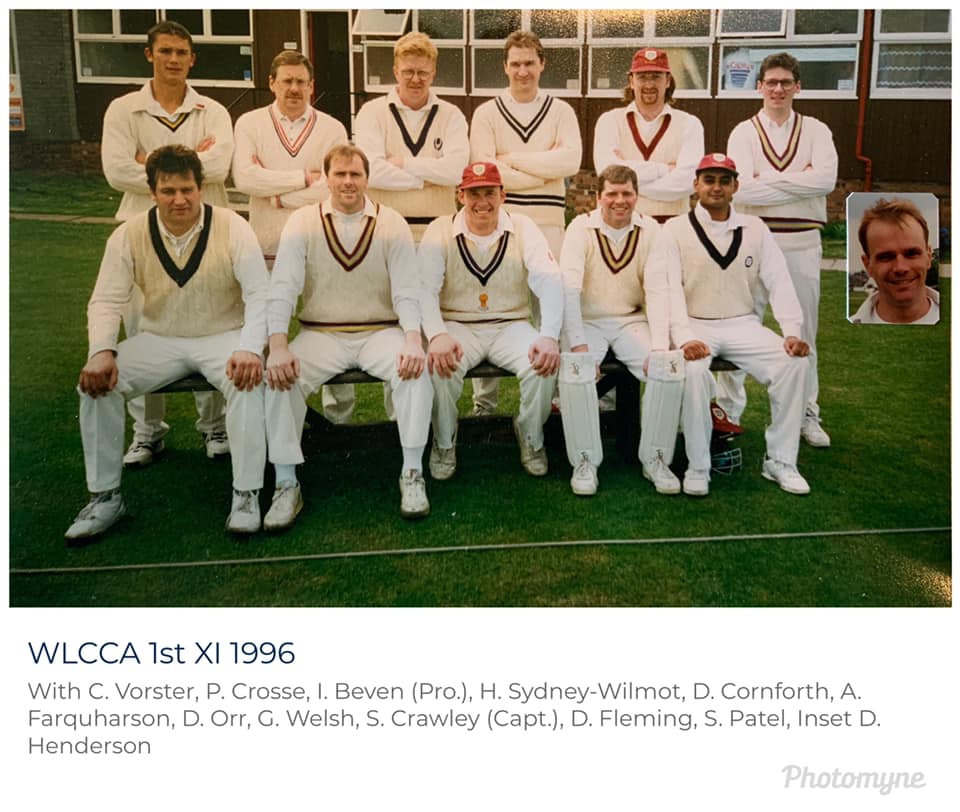 WLCCA 1st XI 1996
With C. Vorster, P. Crosse, I. Beven (Pro.), H. Sydney-Wilmot, D. Cornforth, A.
Farquharson, D. Orr, G. Welsh, S. Crawley (Capt.), D. Fleming, S. Patel, Inset D.
Henderson
Photomyne